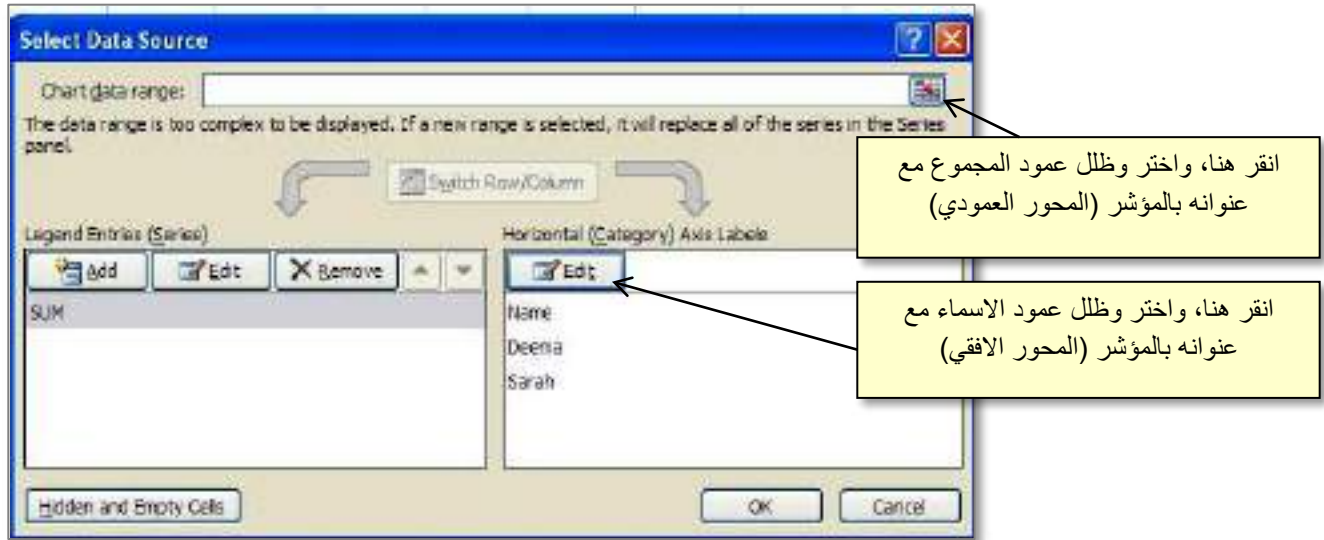 Select Data Source
Chart data range:
The data range is too complex to be displayed. If a new range is selected, it will replace all of the series in the Series
panel.
انقر هنا، واختر وظلل عمود المجموع مع
عنوانه بالمؤشر (المحور العمودي)
Switch Row/Column
Legend Entries (Series)
Horizontal (Category) Axis Labels
Add
Edit
Remove
Edit
SUM
Name
Deema
Sarah
انقر هنا، واختر وظلل عمود الاسماء مع
عنوانه بالمؤشر (المحور الافقي)
Hidden and Empty Cells
OK
Cancel